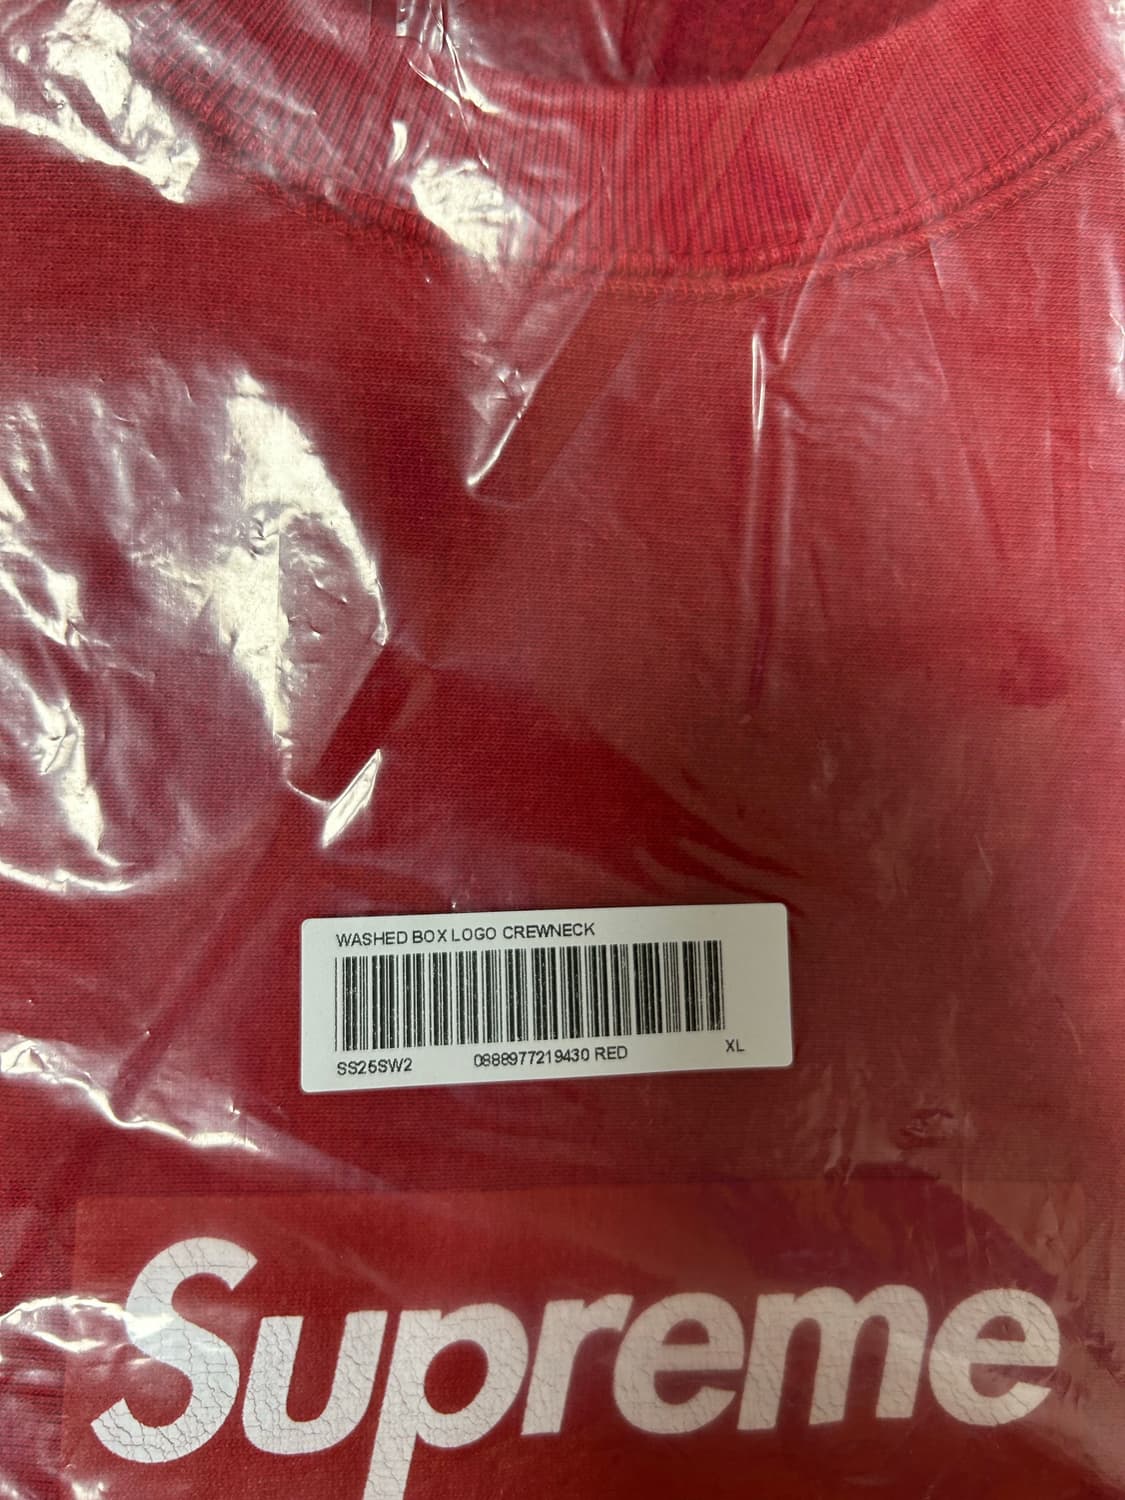 WASHED BOX LOGO CREWNECK
SS25SW2 0888977219430 RED XL
Supreme